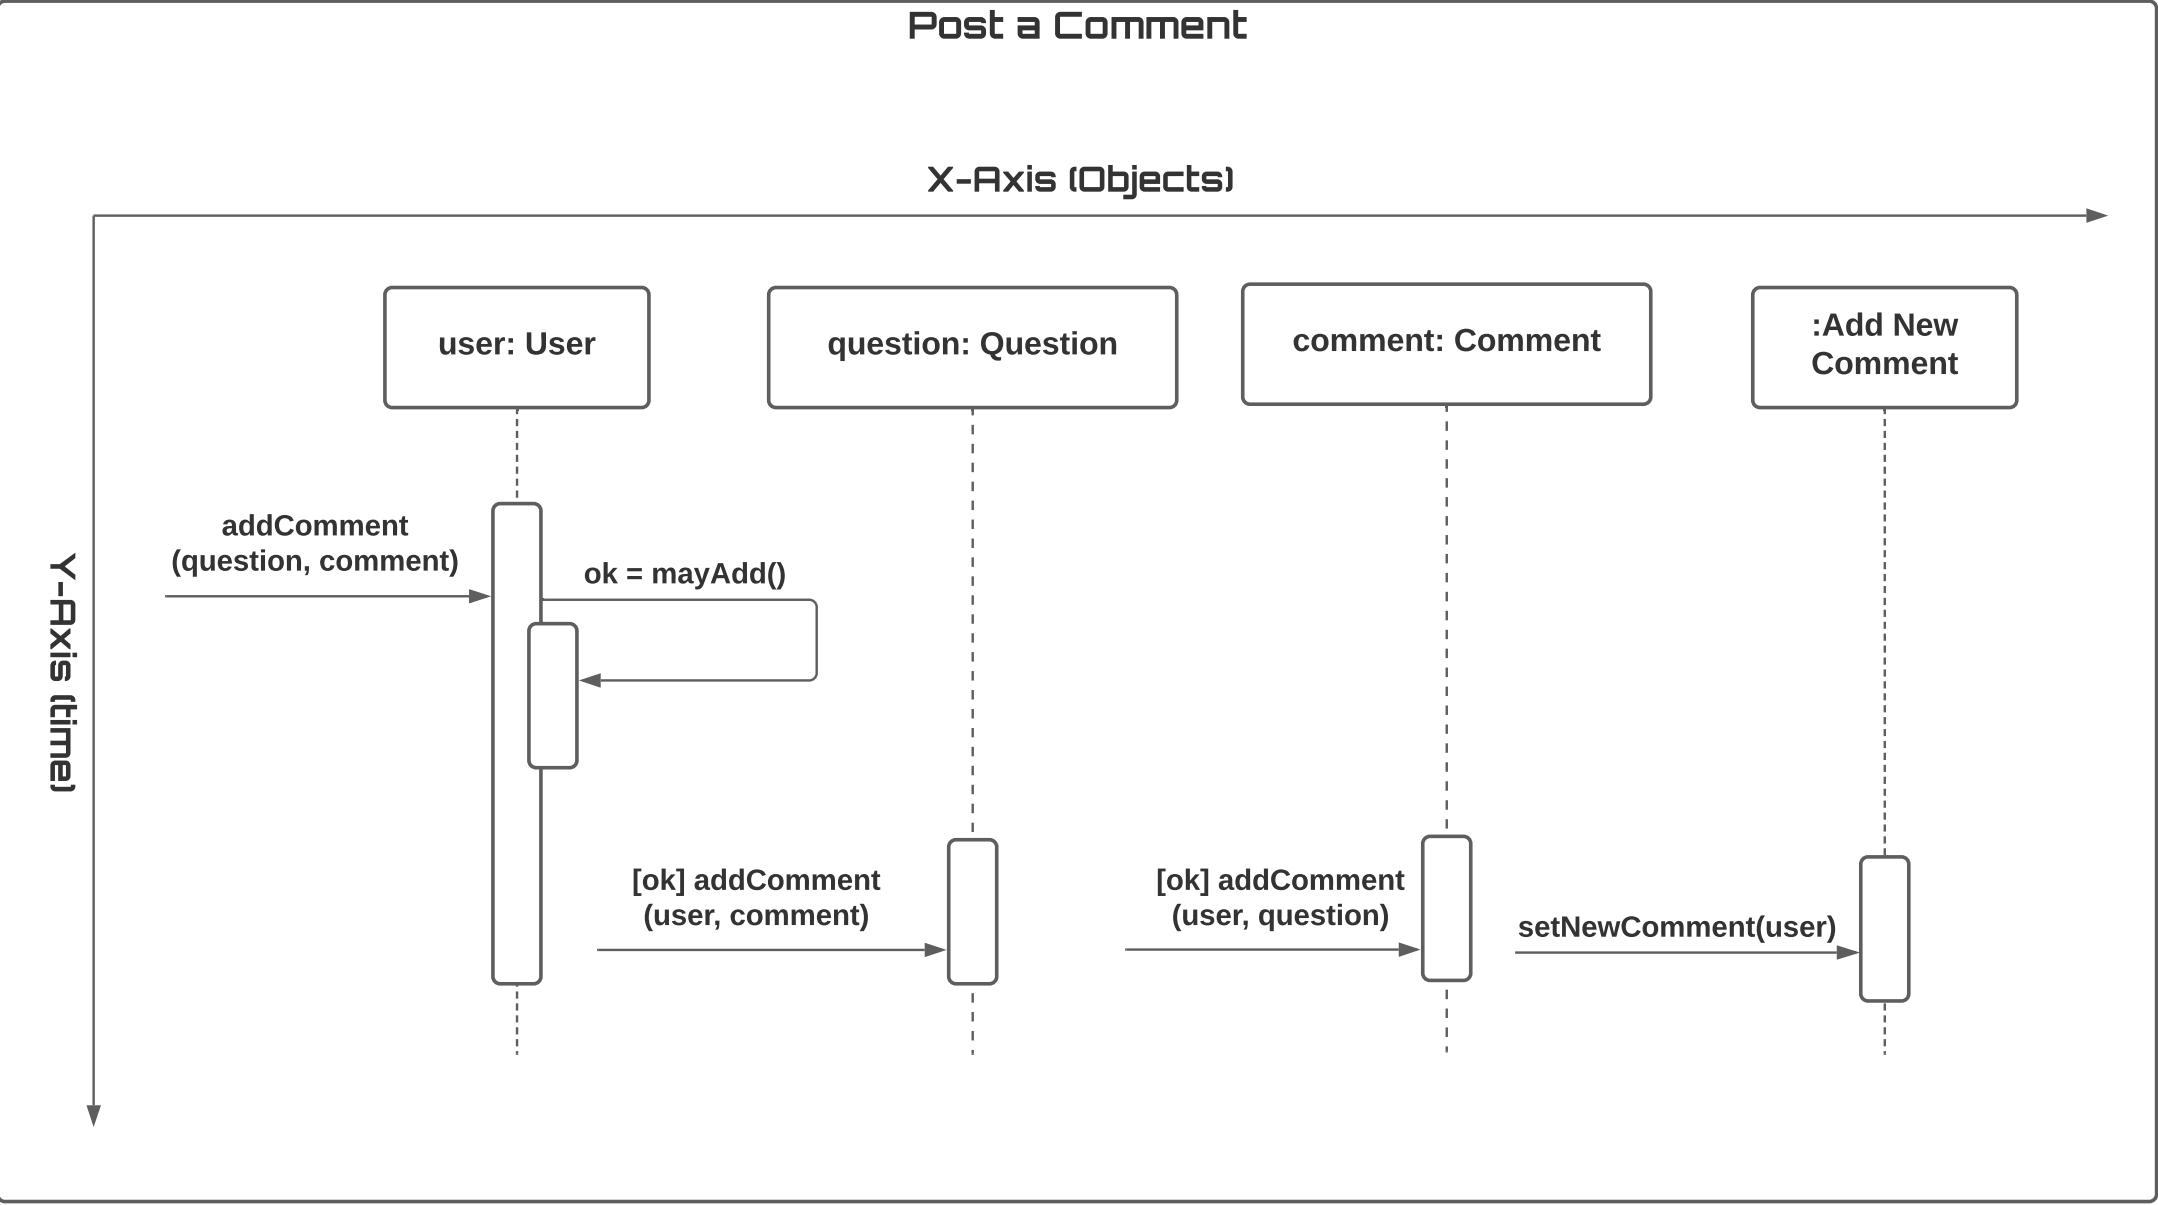 Post a Comment
X-Axis (Objects)
Y-Axis (time)
user: User
question: Question
comment: Comment
:Add New
Comment
addComment
(question, comment)
ok = mayAdd()
[ok] addComment
(user, comment)
[ok] addComment
(user, question)
setNewComment(user)